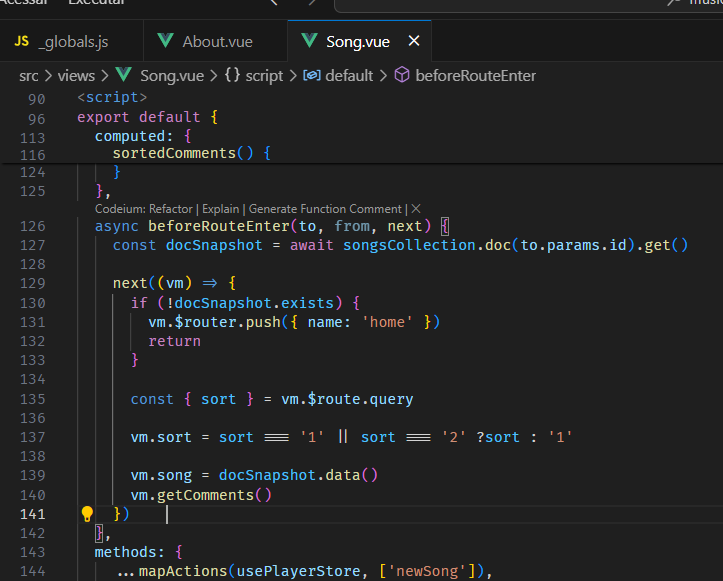 Acessar Executar
JS _globals.js About.vue Song.vue ×
src > views > Song.vue > {} script > default > beforeRouteEnter
90 <script>
96 export default {
113 computed: {
116 sortedComments() {
124 }
125 },
Codeium: Refactor | Explain | Generate Function Comment | ×
126 async beforeRouteEnter(to, from, next) {
127 const docSnapshot = await songsCollection.doc(to.params.id).get()
128
129 next((vm) => {
130 if (!docSnapshot.exists) {
131 vm.$router.push({ name: 'home' })
132 return
133 }
134
135 const { sort } = vm.$route.query
136
137 vm.sort = sort === '1' || sort === '2' ?sort : '1'
138
139 vm.song = docSnapshot.data()
140 vm.getComments()
141 })
142 },
143 methods: {
144 ...mapActions(usePlayerStore, ['newSong']),